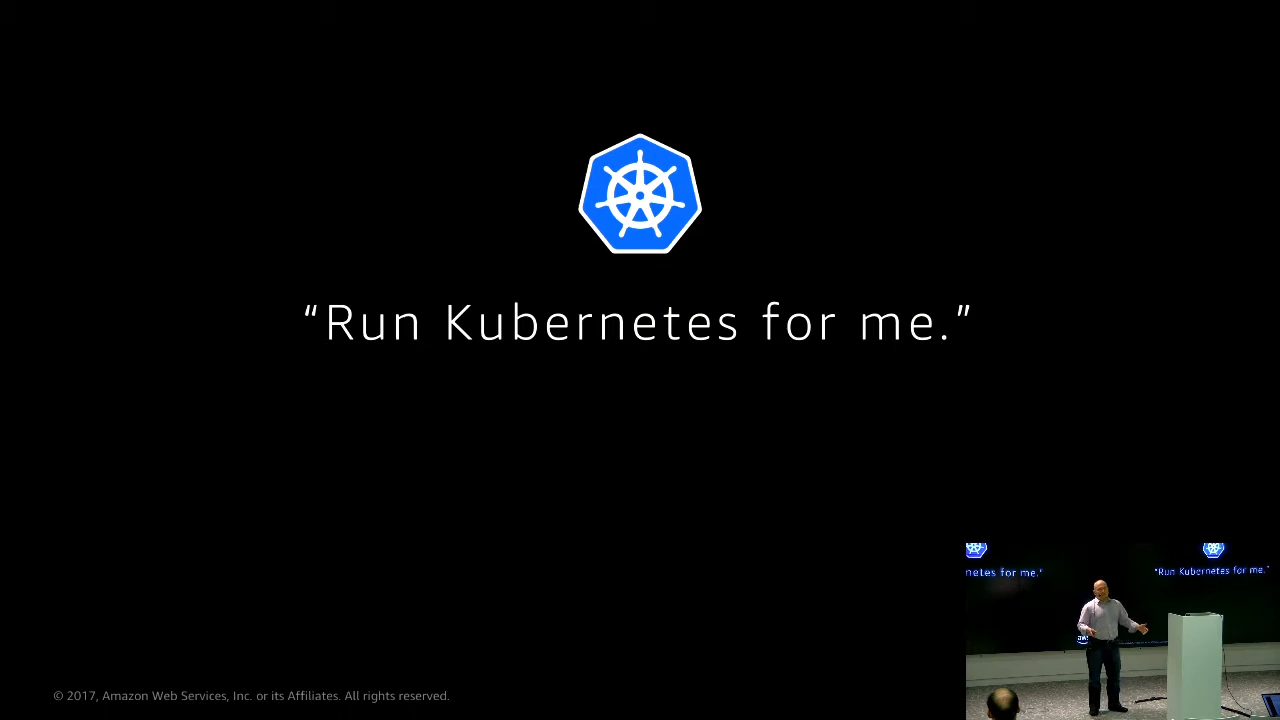 “Run Kubernetes for me.”
© 2017, Amazon Web Services, Inc. or its Affiliates. All rights reserved.
netes for me.”
“Run Kubernetes for me.”
aws